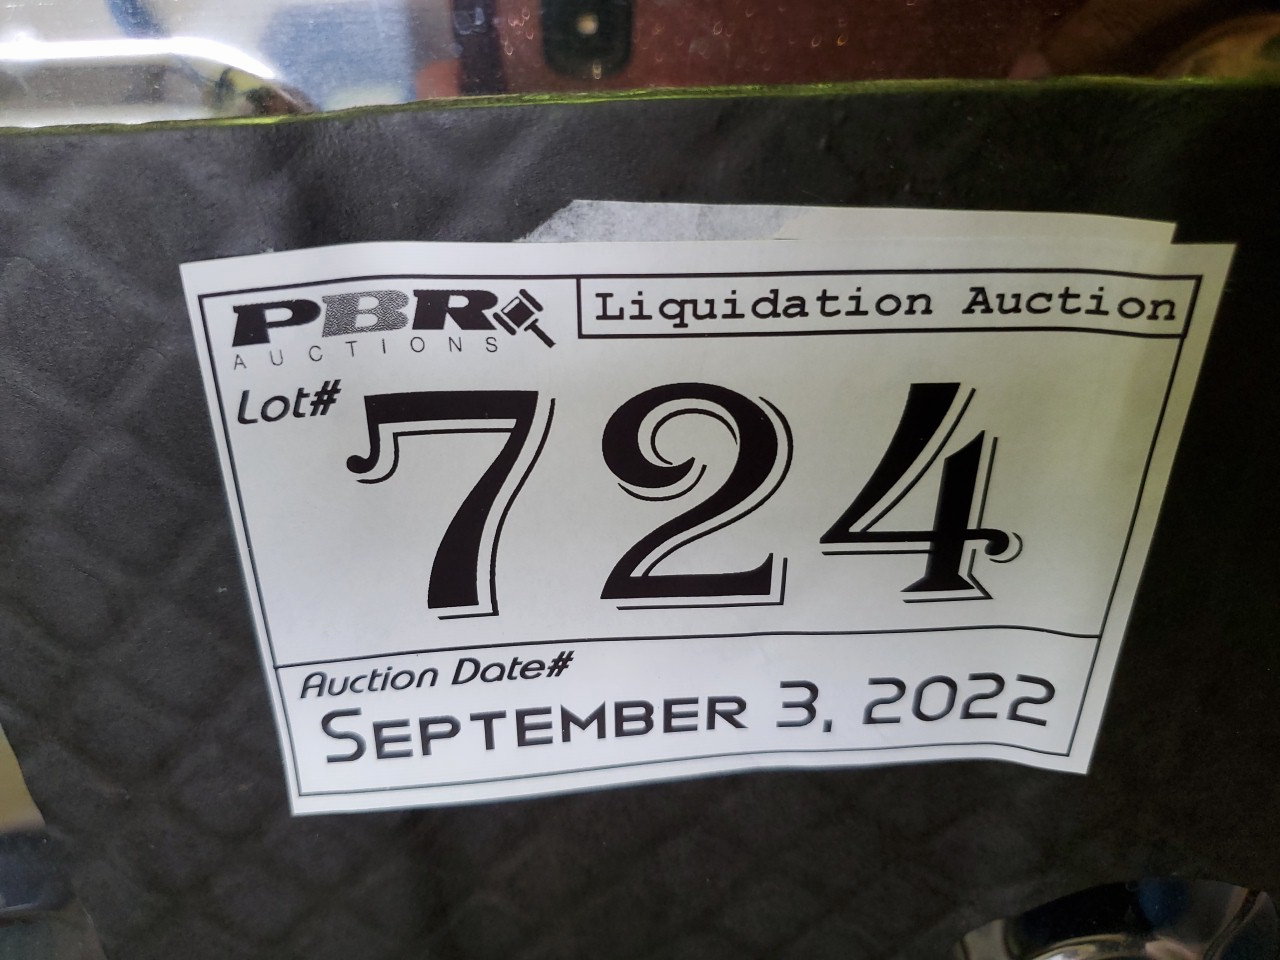 PBR
AUCTIONS
Liquidation Auction
Lot#
724
Auction Date#
September 3, 2022